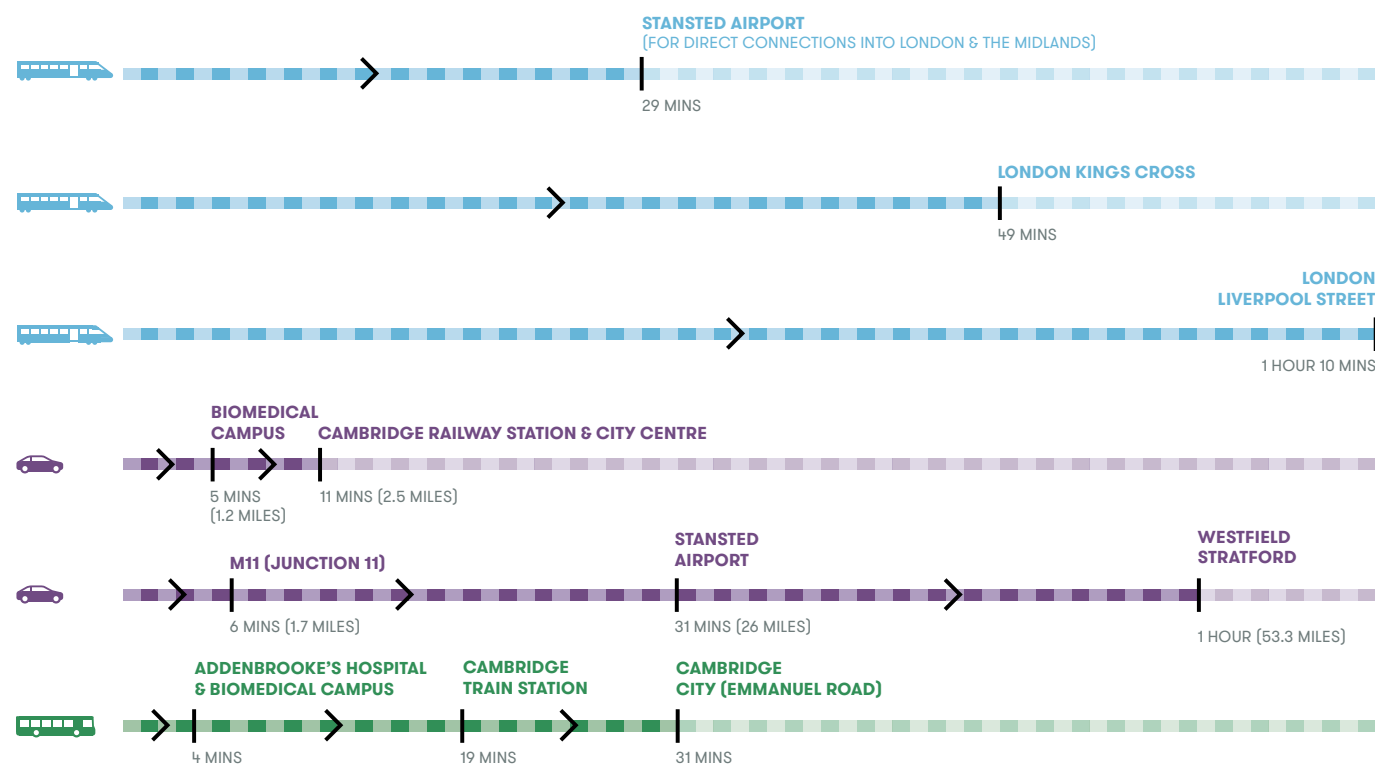 STANSTED AIRPORT
(FOR DIRECT CONNECTIONS INTO LONDON & THE MIDLANDS)
29 MINS
LONDON KINGS CROSS
49 MINS
LONDON
LIVERPOOL STREET
1 HOUR 10 MINS
BIOMEDICAL
CAMPUS
CAMBRIDGE RAILWAY STATION & CITY CENTRE
5 MINS
(1.2 MILES)
11 MINS (2.5 MILES)
M11 (JUNCTION 11)
STANSTED
AIRPORT
WESTFIELD
STRATFORD
6 MINS (1.7 MILES)
31 MINS (26 MILES)
1 HOUR (53.3 MILES)
ADDENBROOKE'S HOSPITAL
& BIOMEDICAL CAMPUS
CAMBRIDGE
TRAIN STATION
CAMBRIDGE
CITY (EMMANUEL ROAD)
4 MINS
19 MINS
31 MINS